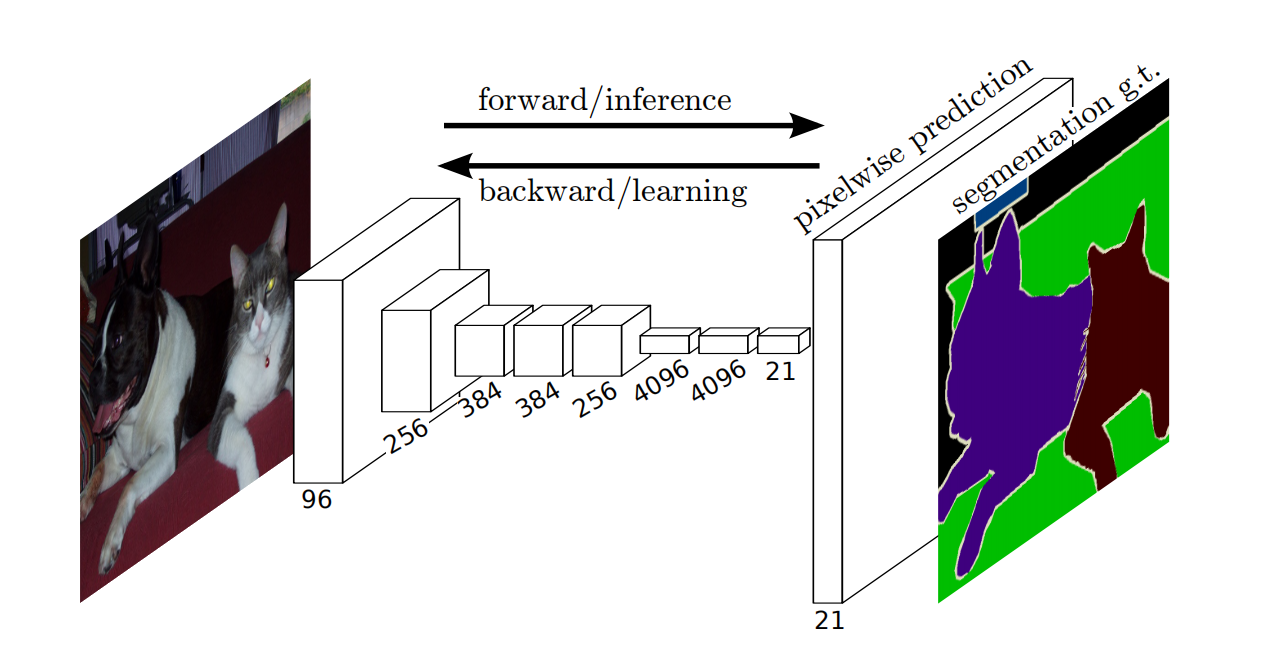 forward/inference
backward/learning
pixelwise prediction
segmentation g.t.
96
256
384
384
256
4096
4096
21
21